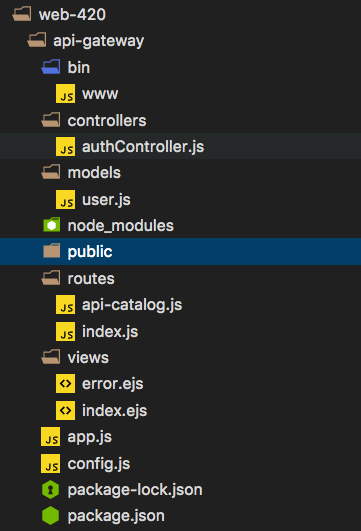 web-420
api-gateway
bin
JS www
controllers
JS authController.js
models
JS user.js
node_modules
public
routes
JS api-catalog.js
JS index.js
views
<> error.ejs
<> index.ejs
JS app.js
JS config.js
package-lock.json
package.json